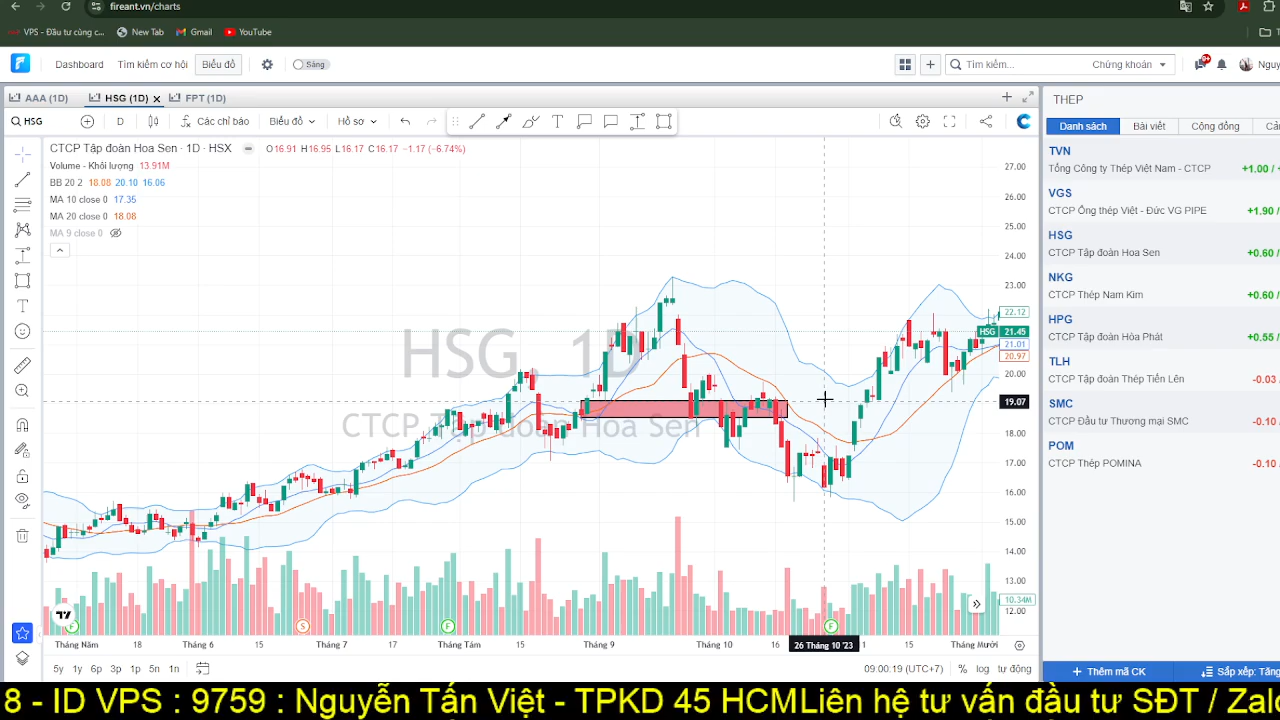 fireant.vn/charts
VPS - Đầu tư cùng c...
New Tab
Gmail
YouTube
Dashboard
Tìm kiếm cơ hội
Biểu đồ
Sáng
Tìm kiếm...
Chứng khoán
9+
Nguy
AAA (1D)
HSG (1D)
FPT (1D)
HSG
D
Các chỉ báo
Biểu đồ
Hồ sơ
THEP
Danh sách
Bài viết
Cộng đồng
CTCP Tập đoàn Hoa Sen · 1D · HSX
O16.91 H16.95 L16.17 C16.17 −1.17 (−6.74%)
Volume - Khối lượng 13.91M
BB 20 2 18.08 20.10 16.06
MA 10 close 0 17.35
MA 20 close 0 18.08
MA 9 close 0
HSG, 1D
CTCP Tập đoàn Hoa Sen
27.00
26.00
25.00
24.00
23.00
22.12
HSG 21.45
21.01
20.97
20.00
19.07
18.00
17.00
16.00
15.00
14.00
13.00
10.34M
12.00
Tháng Năm
18
Tháng 6
15
Tháng 7
17
Tháng Tám
15
Tháng 9
Tháng 10
16
26 Tháng 10 '23
1
15
Tháng Mười
5y 1y 6p 3p 1p 5n 1n
09:00:19 (UTC+7)
% log tự động
TVN
Tổng Công ty Thép Việt Nam - CTCP +1.00 /
VGS
CTCP Ống thép Việt - Đức VG PIPE +1.90 /
HSG
CTCP Tập đoàn Hoa Sen +0.60 /
NKG
CTCP Thép Nam Kim +0.60 /
HPG
CTCP Tập đoàn Hòa Phát +0.55 /
TLH
CTCP Tập đoàn Thép Tiến Lên -0.03
SMC
CTCP Đầu tư Thương mại SMC -0.10
POM
CTCP Thép POMINA -0.10
Thêm mã CK
Sắp xếp: Tăng
8 - ID VPS : 9759 : Nguyễn Tấn Việt - TPKD 45 HCMLiên hệ tư vấn đầu tư SĐT / Zal